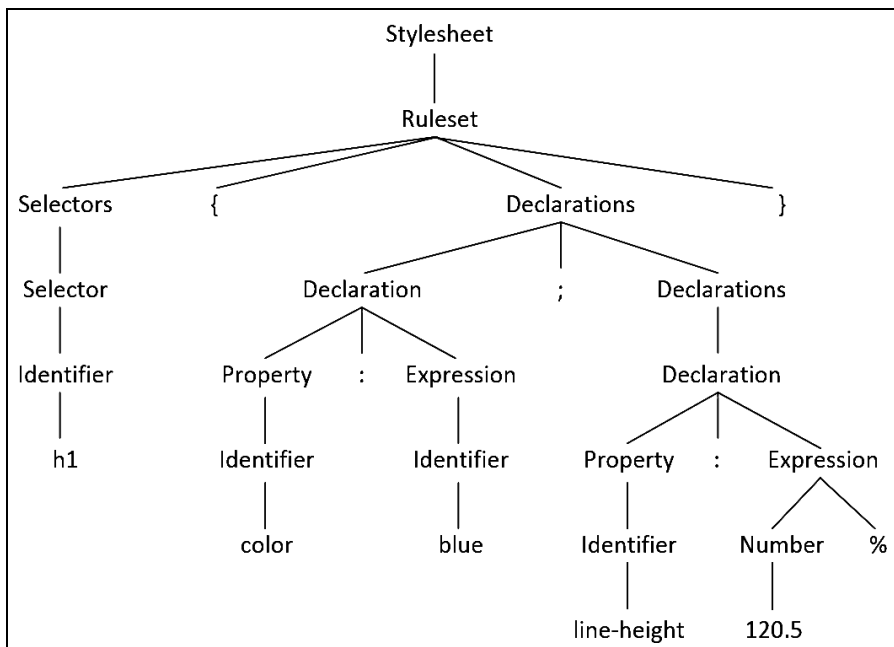 Stylesheet
Ruleset
Selectors { Declarations }
Selector Declaration ; Declarations
Identifier Property : Expression Declaration
h1 Identifier Identifier Property : Expression
color blue Identifier Number %
line-height 120.5